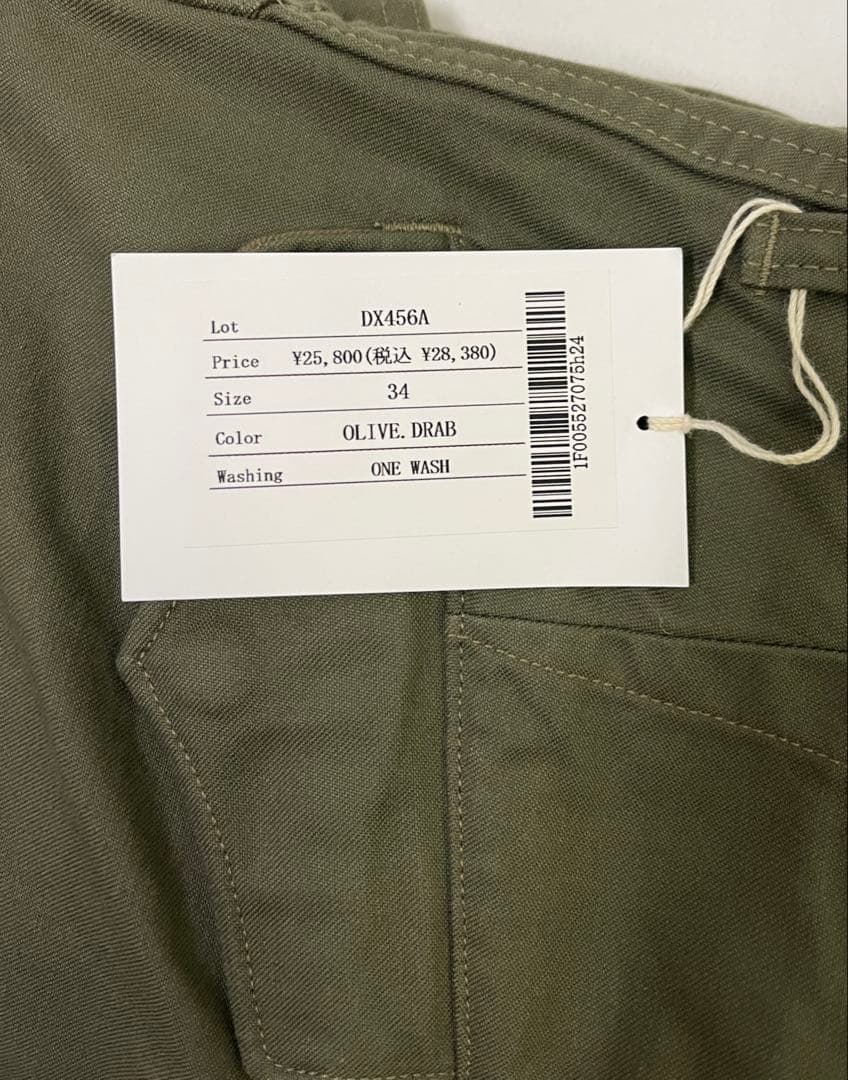 Lot DX456A
Price ¥25,800(税込 ¥28,380)
Size 34
Color OLIVE.DRAB
Washing ONE WASH
1F005527075h24